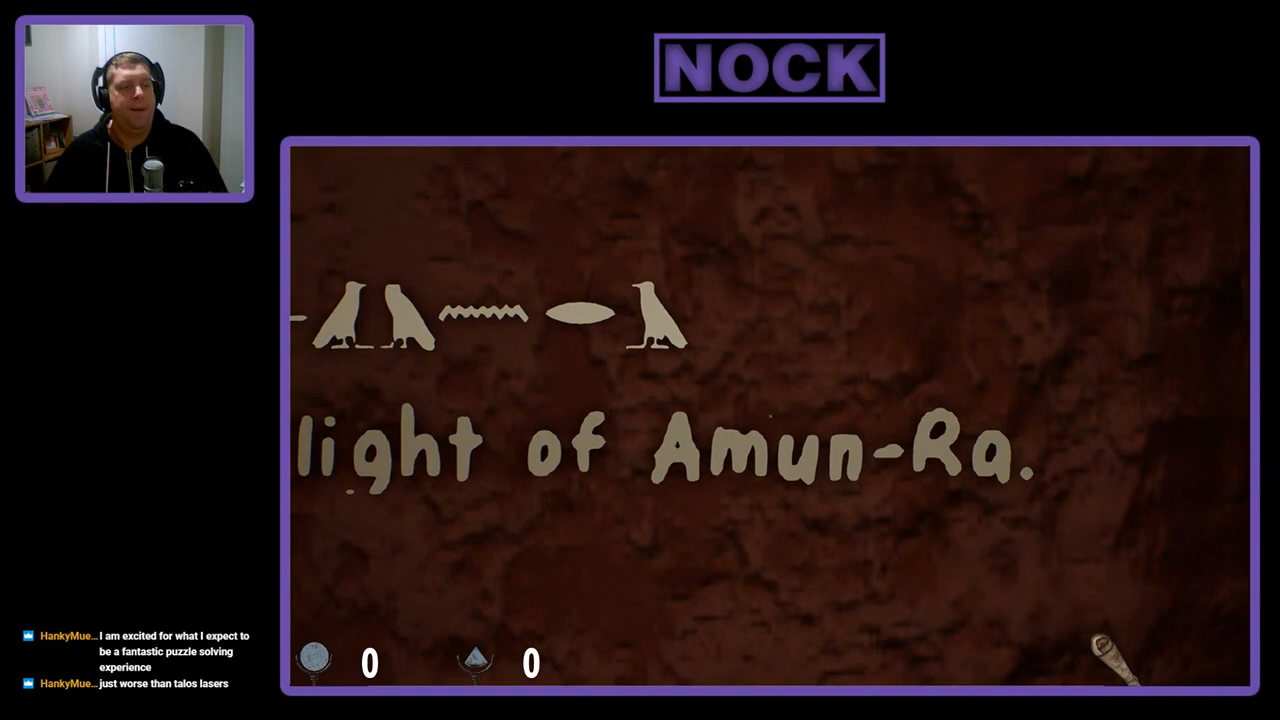 NOCK
light of Amun-Ra.
0 0
HankyMue... I am excited for what I expect to
be a fantastic puzzle solving
experience
HankyMue... just worse than talos lasers